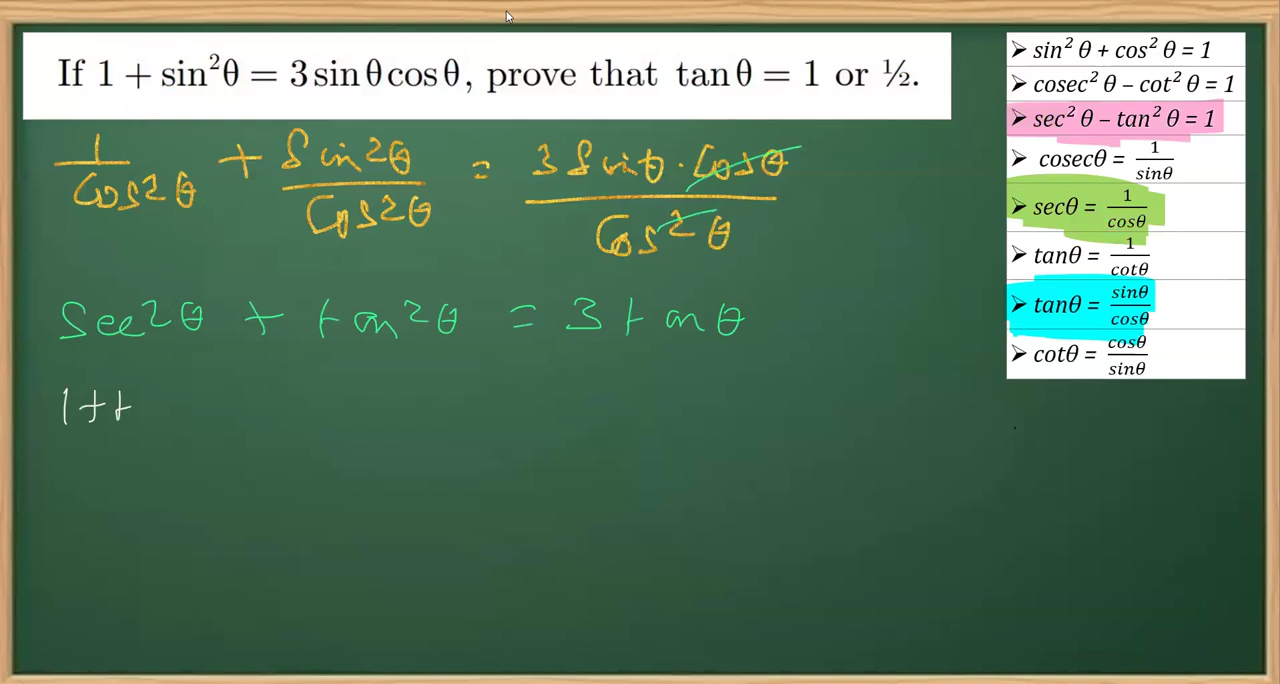 If 1 + sin²θ = 3 sin θ cos θ, prove that tan θ = 1 or ½.
1/Cos²θ + Sin²θ/Cos²θ = 3 Sinθ · Cosθ/Cos²θ
Sec²θ + tan²θ = 3 tanθ
1 + t
➤ sin² θ + cos² θ = 1
➤ cosec² θ – cot² θ = 1
➤ sec² θ – tan² θ = 1
➤ cosecθ = 1/sinθ
➤ secθ = 1/cosθ
➤ tanθ = 1/cotθ
➤ tanθ = sinθ/cosθ
➤ cotθ = cosθ/sinθ